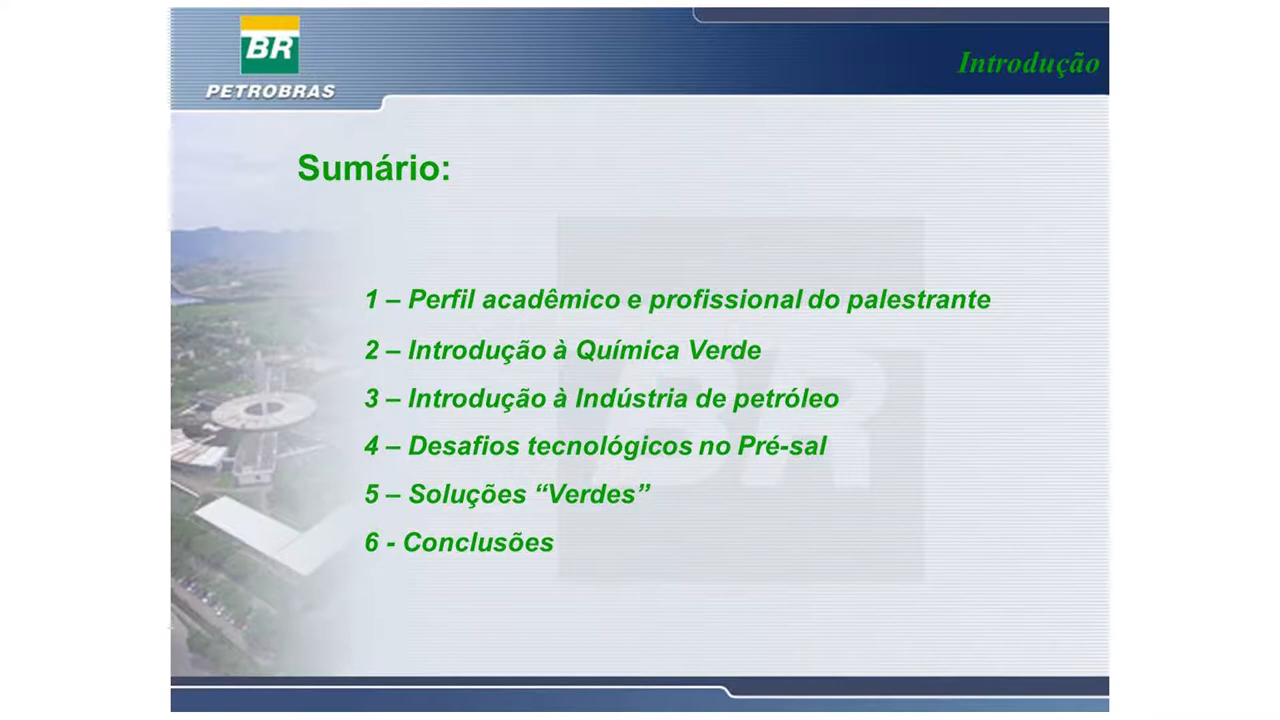 BR
PETROBRAS
Introdução
Sumário:
1 – Perfil acadêmico e profissional do palestrante
2 – Introdução à Química Verde
3 – Introdução à Indústria de petróleo
4 – Desafios tecnológicos no Pré-sal
5 – Soluções “Verdes”
6 - Conclusões
BR